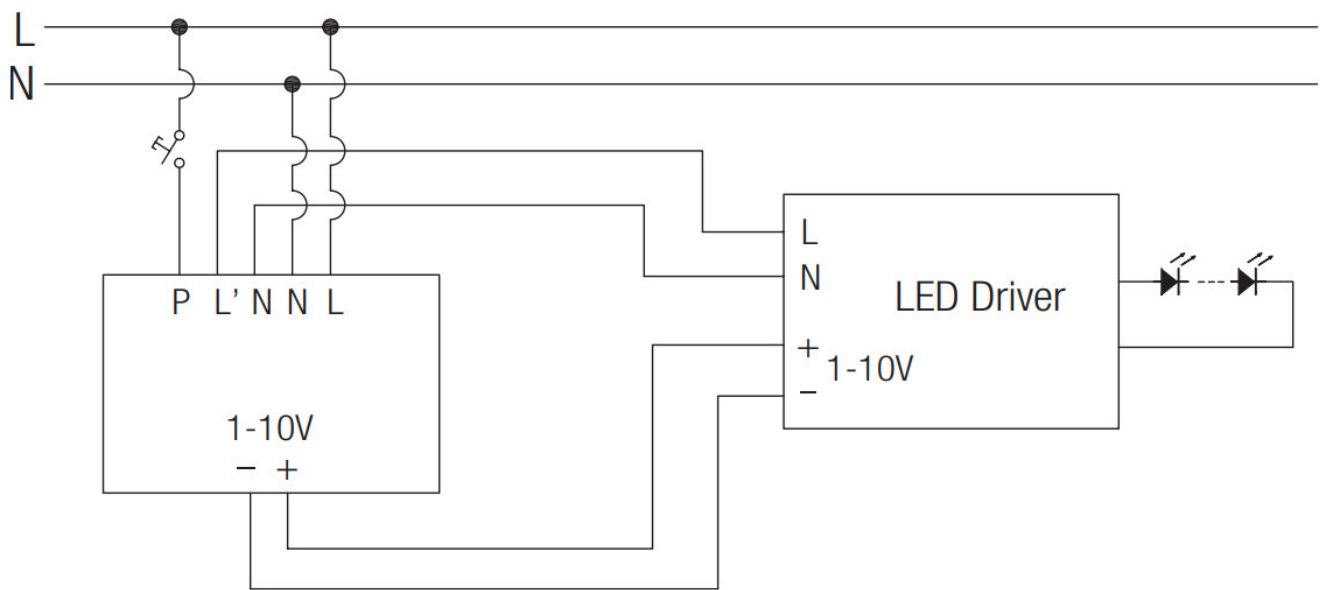 L
N
P L’ N N L
1-10V
− +
L
N
LED Driver
+
1-10V
−